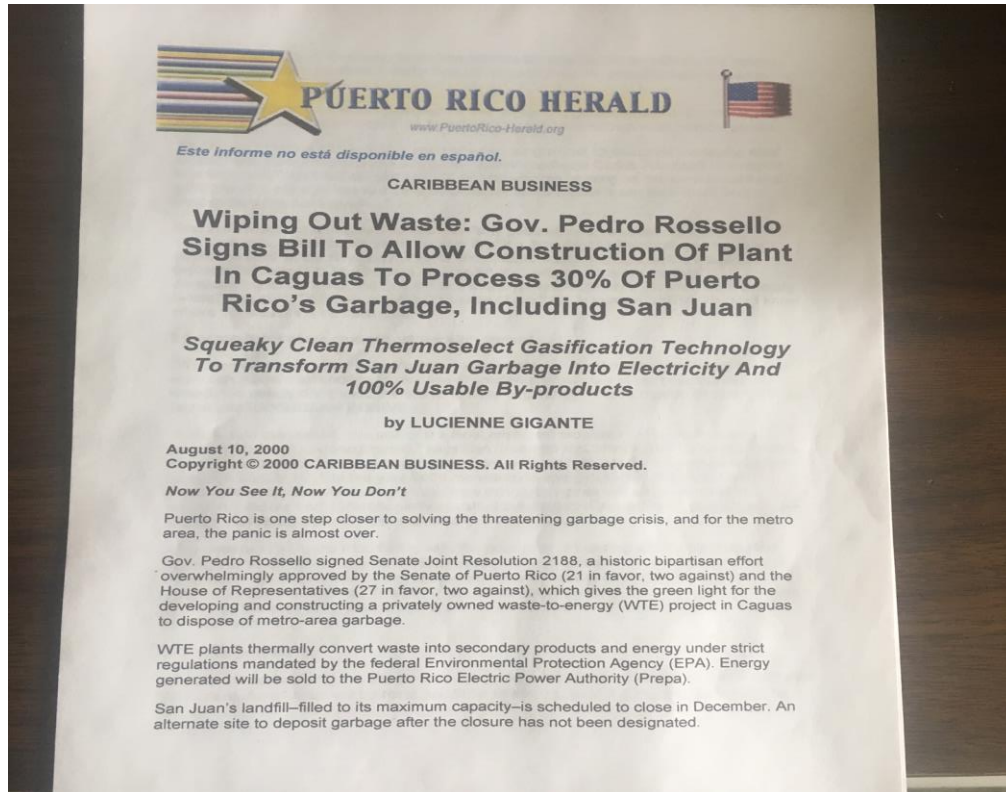 PUERTO RICO HERALD
www.PuertoRico-Herald.org
Este informe no está disponible en español.
CARIBBEAN BUSINESS
Wiping Out Waste: Gov. Pedro Rossello
Signs Bill To Allow Construction Of Plant
In Caguas To Process 30% Of Puerto
Rico's Garbage, Including San Juan
Squeaky Clean Thermoselect Gasification Technology
To Transform San Juan Garbage Into Electricity And
100% Usable By-products
by LUCIENNE GIGANTE
August 10, 2000
Copyright © 2000 CARIBBEAN BUSINESS. All Rights Reserved.
Now You See It, Now You Don't
Puerto Rico is one step closer to solving the threatening garbage crisis, and for the metro
area, the panic is almost over.
Gov. Pedro Rossello signed Senate Joint Resolution 2188, a historic bipartisan effort
overwhelmingly approved by the Senate of Puerto Rico (21 in favor, two against) and the
House of Representatives (27 in favor, two against), which gives the green light for the
developing and constructing a privately owned waste-to-energy (WTE) project in Caguas
to dispose of metro-area garbage.
WTE plants thermally convert waste into secondary products and energy under strict
regulations mandated by the federal Environmental Protection Agency (EPA). Energy
generated will be sold to the Puerto Rico Electric Power Authority (Prepa).
San Juan's landfill–filled to its maximum capacity–is scheduled to close in December. An
alternate site to deposit garbage after the closure has not been designated.